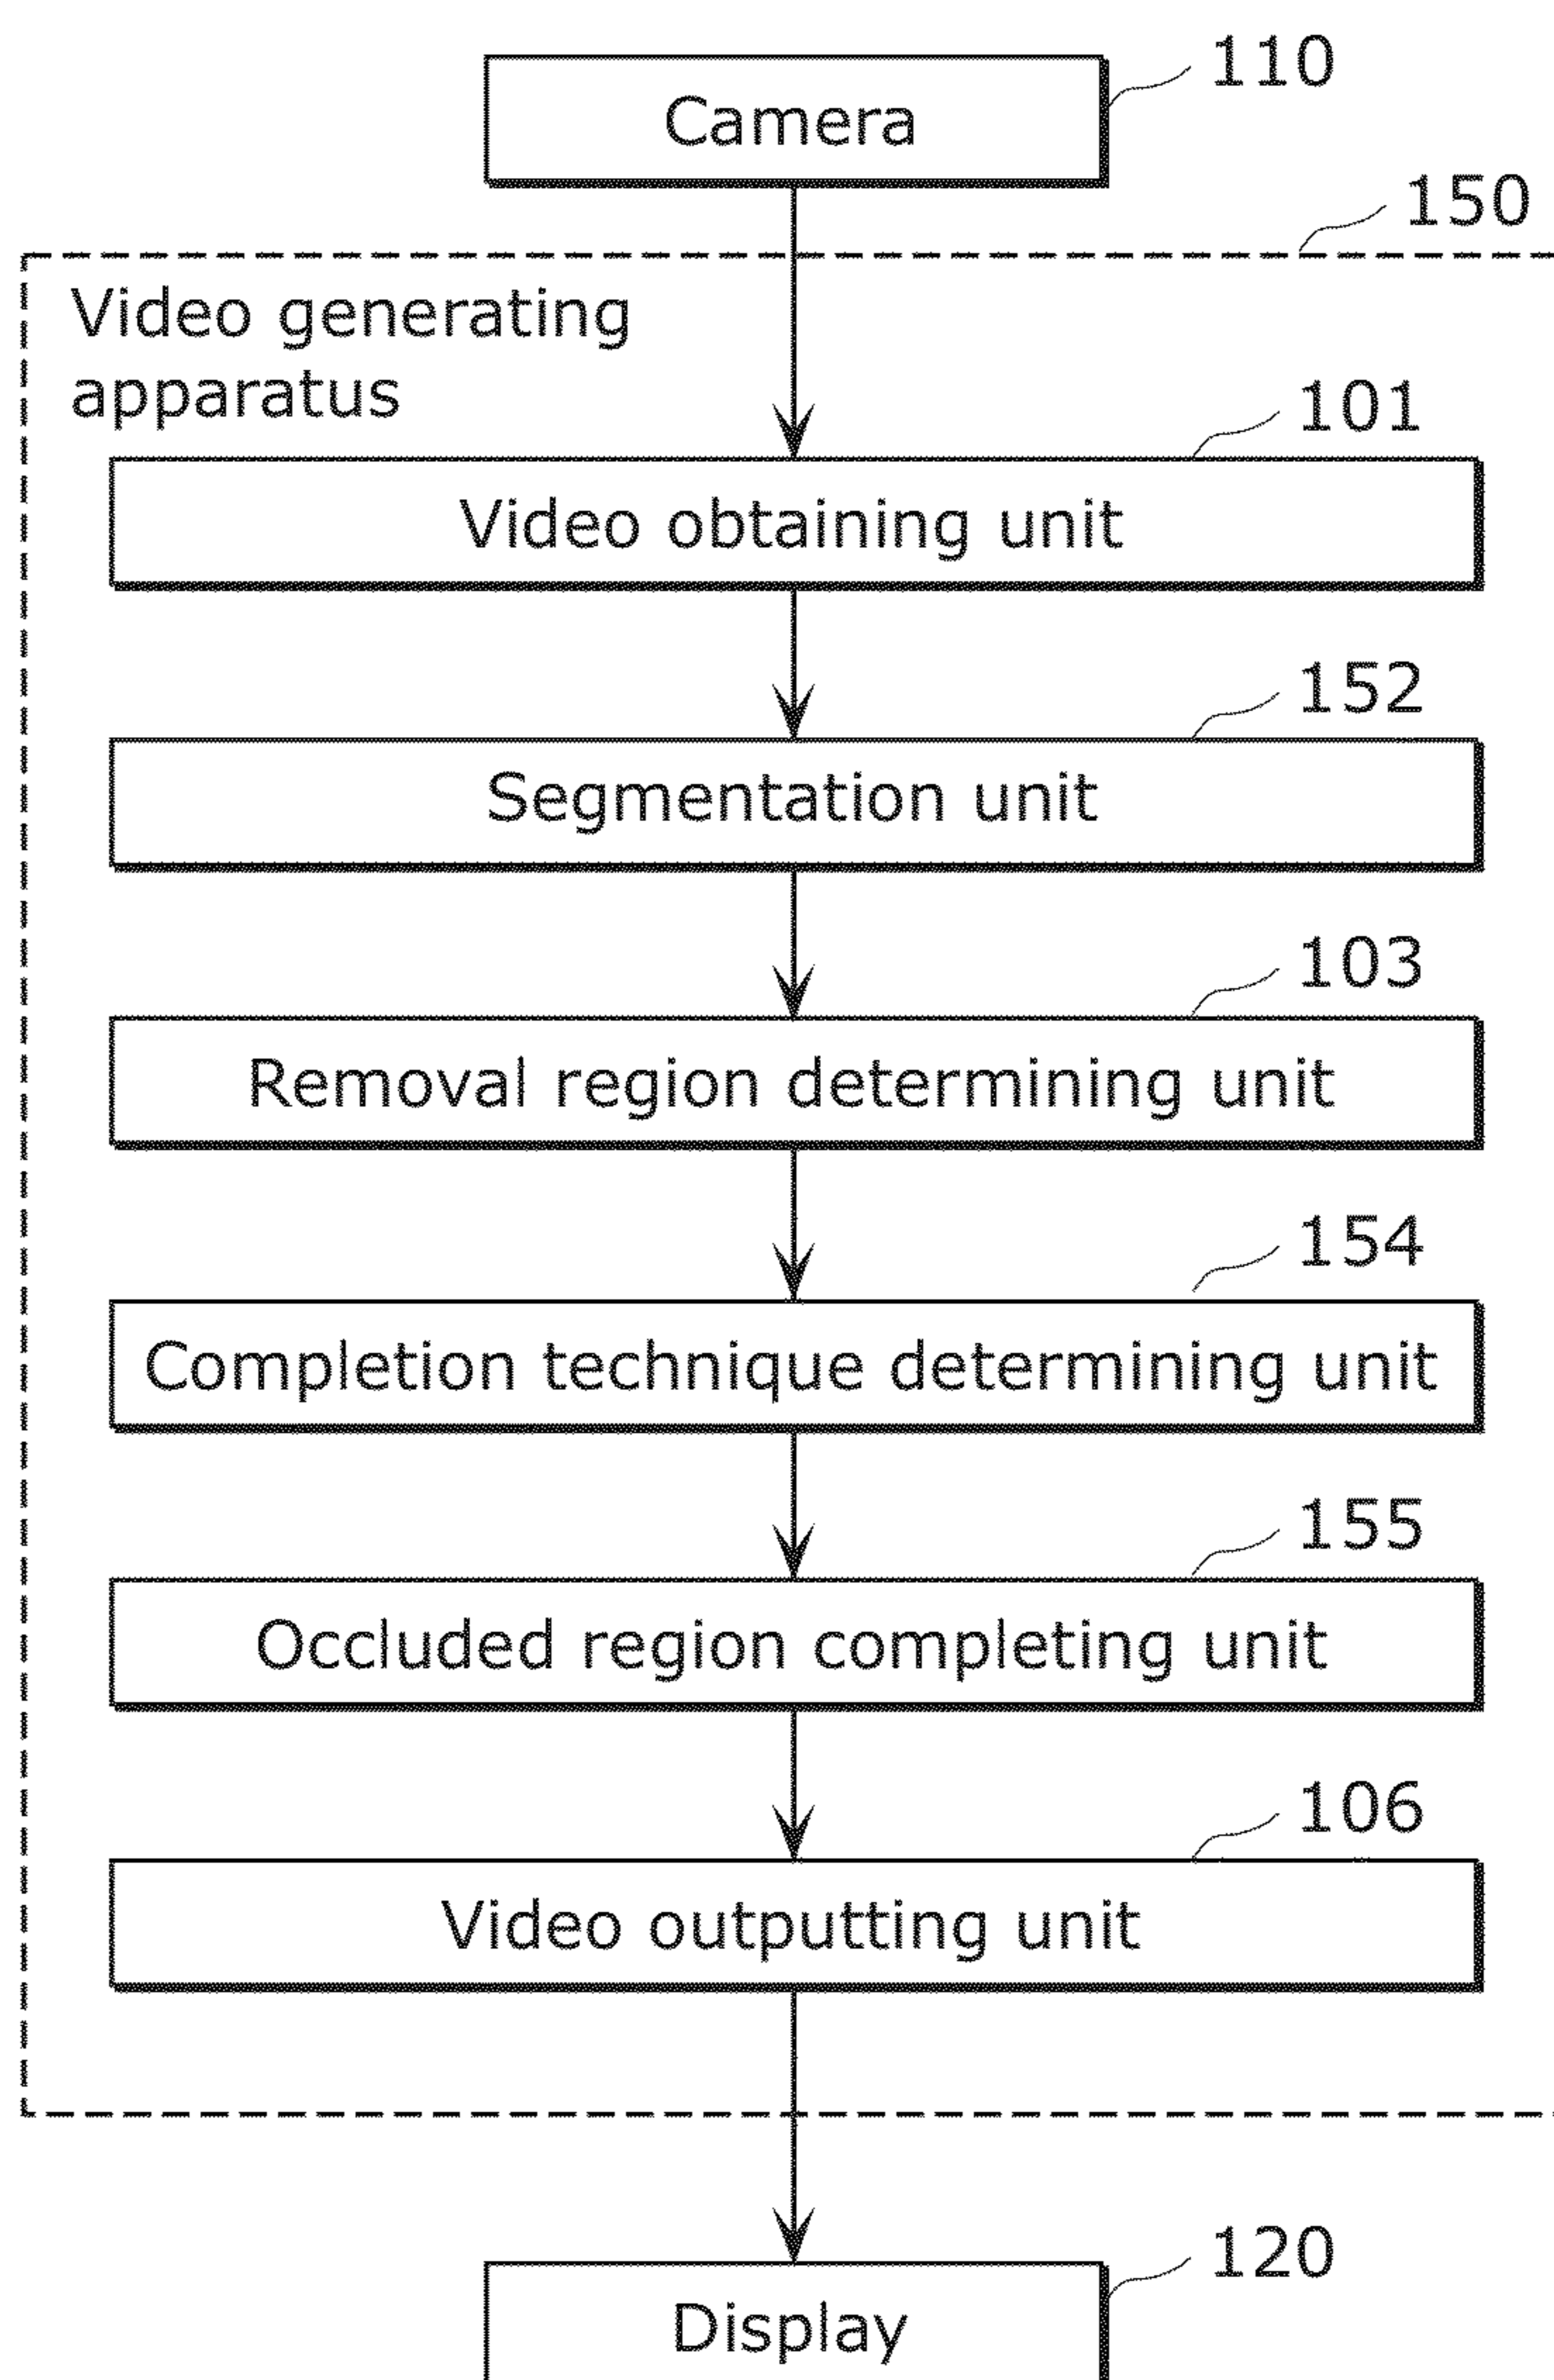 110
Camera
150
Video generating
apparatus
101
Video obtaining unit
152
Segmentation unit
103
Removal region determining unit
154
Completion technique determining unit
155
Occluded region completing unit
106
Video outputting unit
120
Display